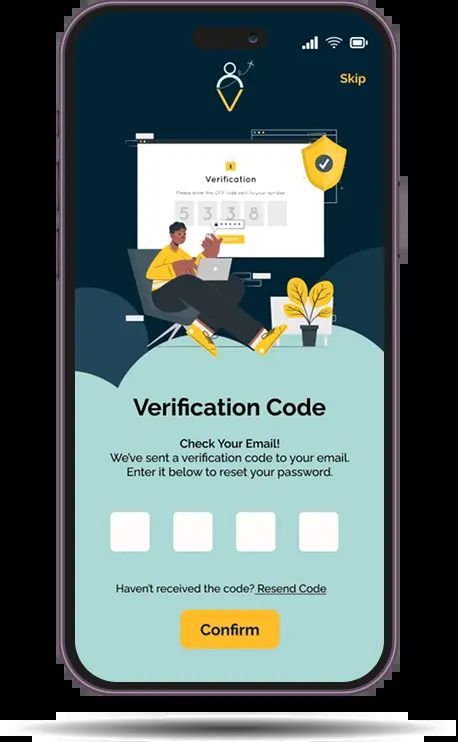 Skip
Verification
Please enter the OTP code sent to your number
5 3 3 8
Verification Code
Check Your Email!
We've sent a verification code to your email.
Enter it below to reset your password.
Haven't received the code? Resend Code
Confirm